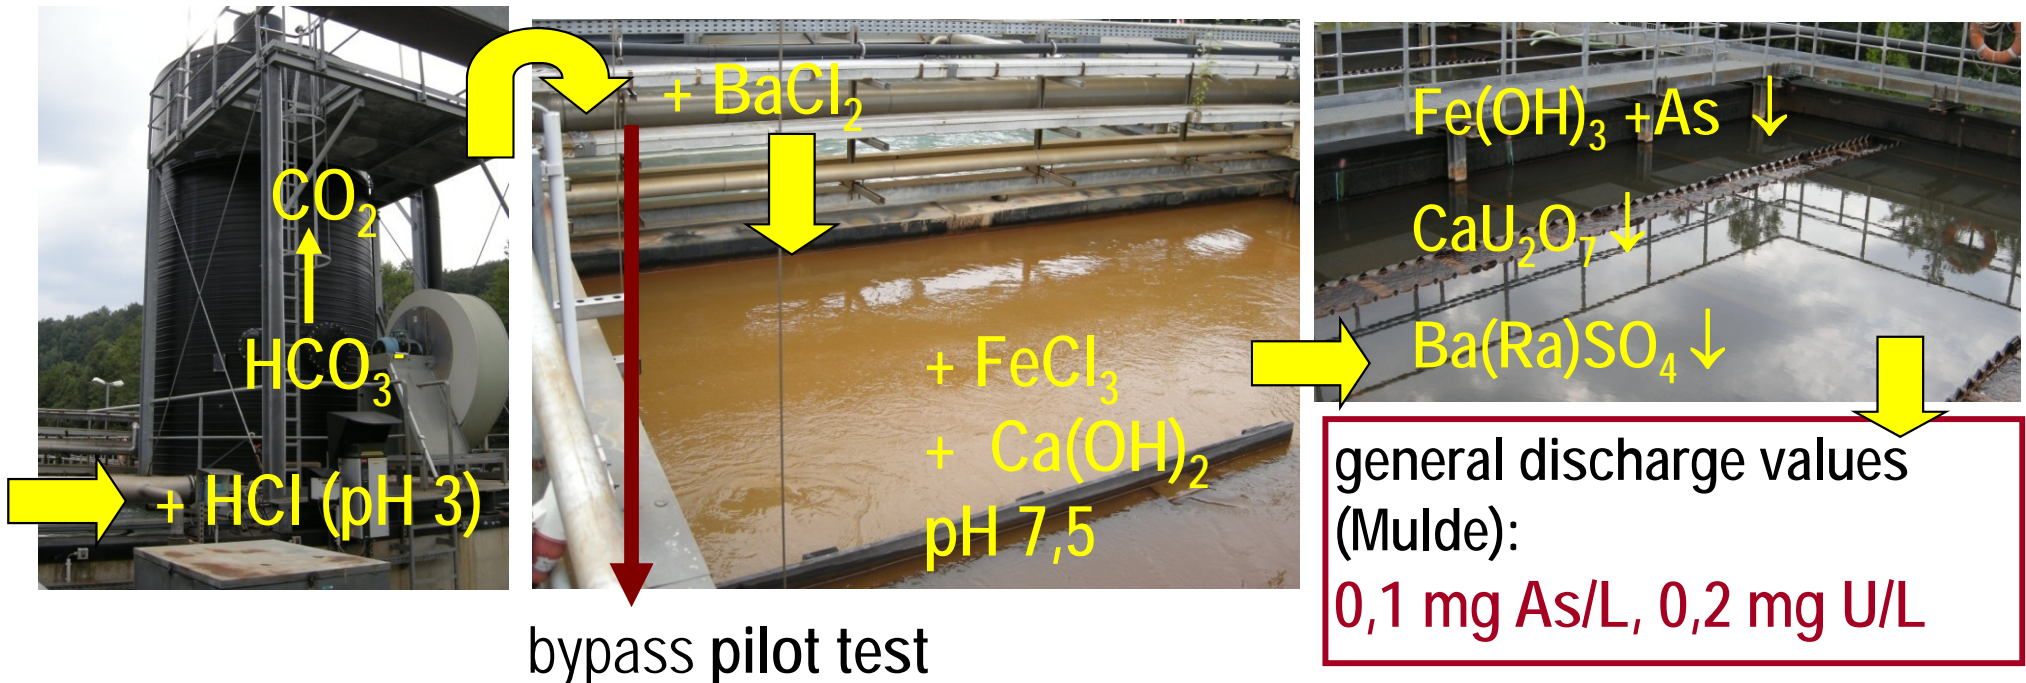 CO₂
HCO₃⁻
+ HCl (pH 3)
+ BaCl₂
+ FeCl₃
+ Ca(OH)₂
pH 7,5
bypass pilot test
Fe(OH)₃ +As ↓
CaU₂O₇ ↓
Ba(Ra)SO₄ ↓
general discharge values
(Mulde):
0,1 mg As/L, 0,2 mg U/L